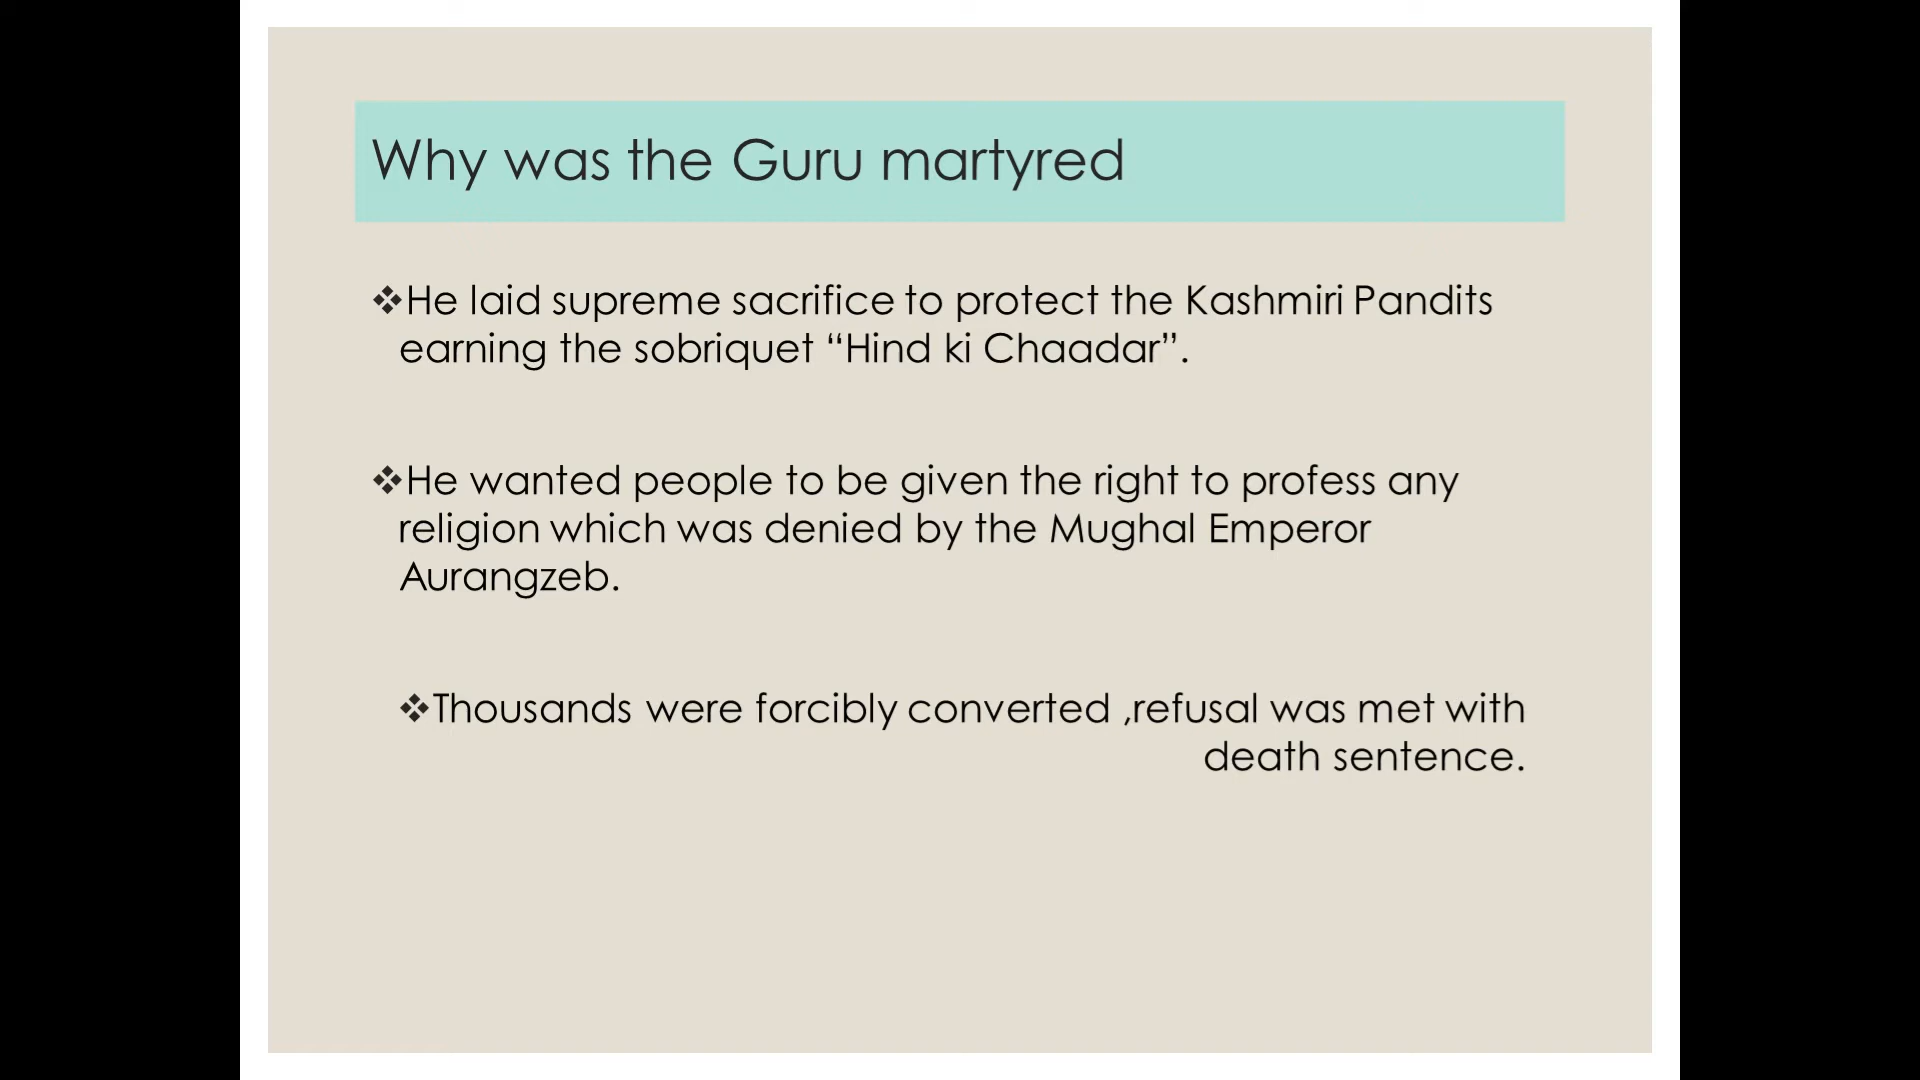 Why was the Guru martyred
❖He laid supreme sacrifice to protect the Kashmiri Pandits
earning the sobriquet “Hind ki Chaadar”.
❖He wanted people to be given the right to profess any
religion which was denied by the Mughal Emperor
Aurangzeb.
❖Thousands were forcibly converted ,refusal was met with
death sentence.